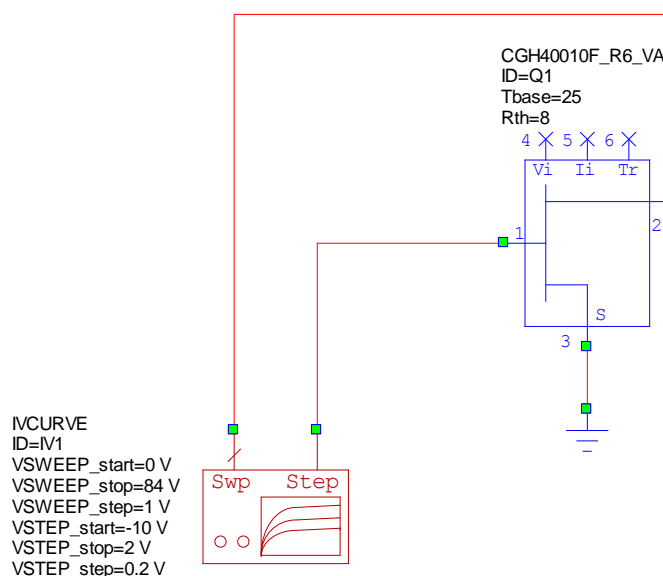 CGH40010F_R6_VA
ID=Q1
Tbase=25
Rth=8
4 5 6
Vi Ii Tr
1
2
S
3
IVCURVE
ID=IV1
VSWEEP_start=0 V
VSWEEP_stop=84 V
VSWEEP_step=1 V
VSTEP_start=-10 V
VSTEP_stop=2 V
VSTEP_step=0.2 V
Swp Step